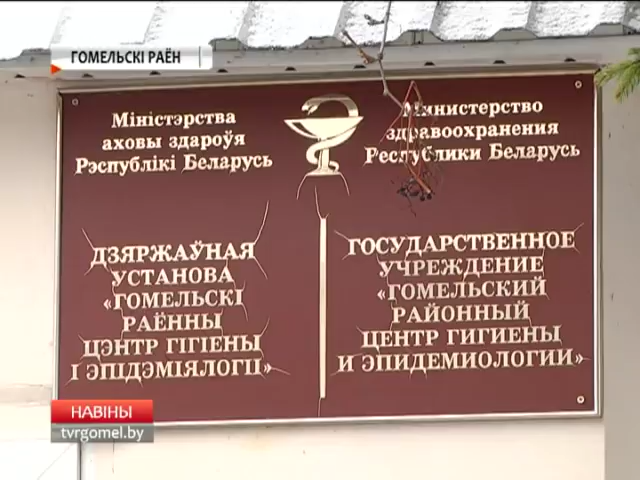 ГОМЕЛЬСКІ РАЁН
Міністэрства
аховы здароўя
Рэспублікі Беларусь
Министерство
здравоохранения
Республики Беларусь
ДЗЯРЖАЎНАЯ
УСТАНОВА
«ГОМЕЛЬСКІ
РАЁННЫ
ЦЭНТР ГІГІЕНЫ
І ЭПІДЭМІЯЛОГІІ»
ГОСУДАРСТВЕННОЕ
УЧРЕЖДЕНИЕ
«ГОМЕЛЬСКИЙ
РАЙОННЫЙ
ЦЕНТР ГИГИЕНЫ
И ЭПИДЕМИОЛОГИИ»
НАВІНЫ
tvrgomel.by